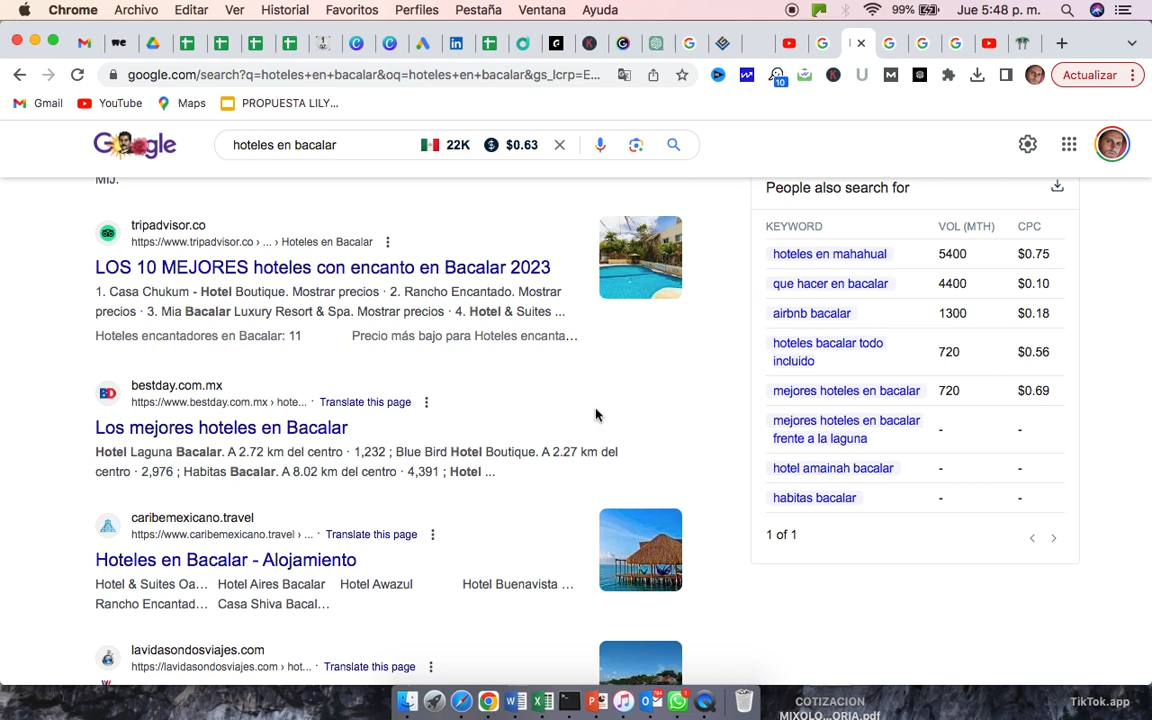 Chrome Archivo Editar Ver Historial Favoritos Perfiles Pestaña Ventana Ayuda 99% Jue 5:48 p. m.
google.com/search?q=hoteles+en+bacalar&oq=hoteles+en+bacalar&gs_lcrp=E... 10 Actualizar
Gmail YouTube Maps PROPUESTA LILY...
Google hoteles en bacalar 22K $0.63
MIJ.
tripadvisor.co
https://www.tripadvisor.co › ... › Hoteles en Bacalar
LOS 10 MEJORES hoteles con encanto en Bacalar 2023
1. Casa Chukum - Hotel Boutique. Mostrar precios · 2. Rancho Encantado. Mostrar
precios · 3. Mia Bacalar Luxury Resort & Spa. Mostrar precios · 4. Hotel & Suites ...
Hoteles encantadores en Bacalar: 11 Precio más bajo para Hoteles encanta...
bestday.com.mx
https://www.bestday.com.mx › hote... · Translate this page
Los mejores hoteles en Bacalar
Hotel Laguna Bacalar. A 2.72 km del centro · 1,232 ; Blue Bird Hotel Boutique. A 2.27 km del
centro · 2,976 ; Habitas Bacalar. A 8.02 km del centro · 4,391 ; Hotel ...
caribemexicano.travel
https://www.caribemexicano.travel › ... · Translate this page
Hoteles en Bacalar - Alojamiento
Hotel & Suites Oa... Hotel Aires Bacalar Hotel Awazul Hotel Buenavista ...
Rancho Encantad... Casa Shiva Bacal...
lavidasondosviajes.com
https://lavidasondosviajes.com › hot... · Translate this page
People also search for
KEYWORD VOL (MTH) CPC
hoteles en mahahual 5400 $0.75
que hacer en bacalar 4400 $0.10
airbnb bacalar 1300 $0.18
hoteles bacalar todo
incluido 720 $0.56
mejores hoteles en bacalar 720 $0.69
mejores hoteles en bacalar
frente a la laguna - -
hotel amainah bacalar - -
habitas bacalar - -
1 of 1
COTIZACION
MIXOLO...ORIA.pdf
TikTok.app